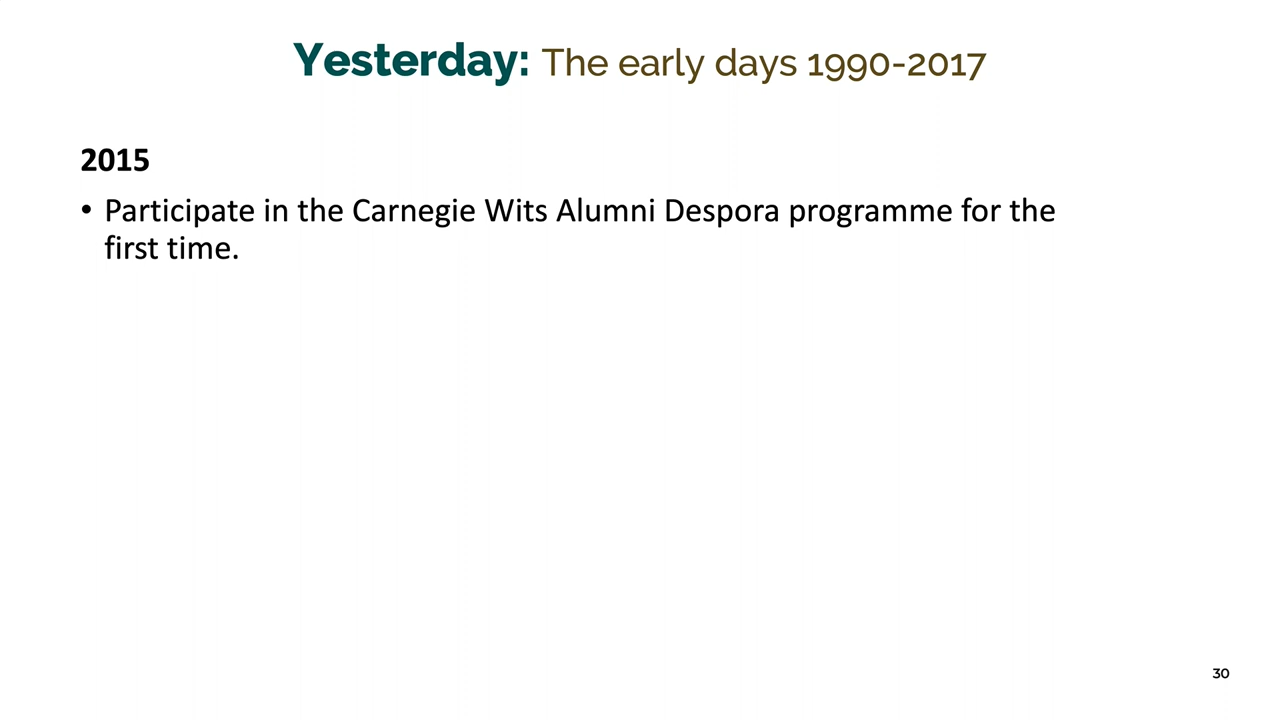 Yesterday: The early days 1990-2017
2015
• Participate in the Carnegie Wits Alumni Despora programme for the
first time.
30